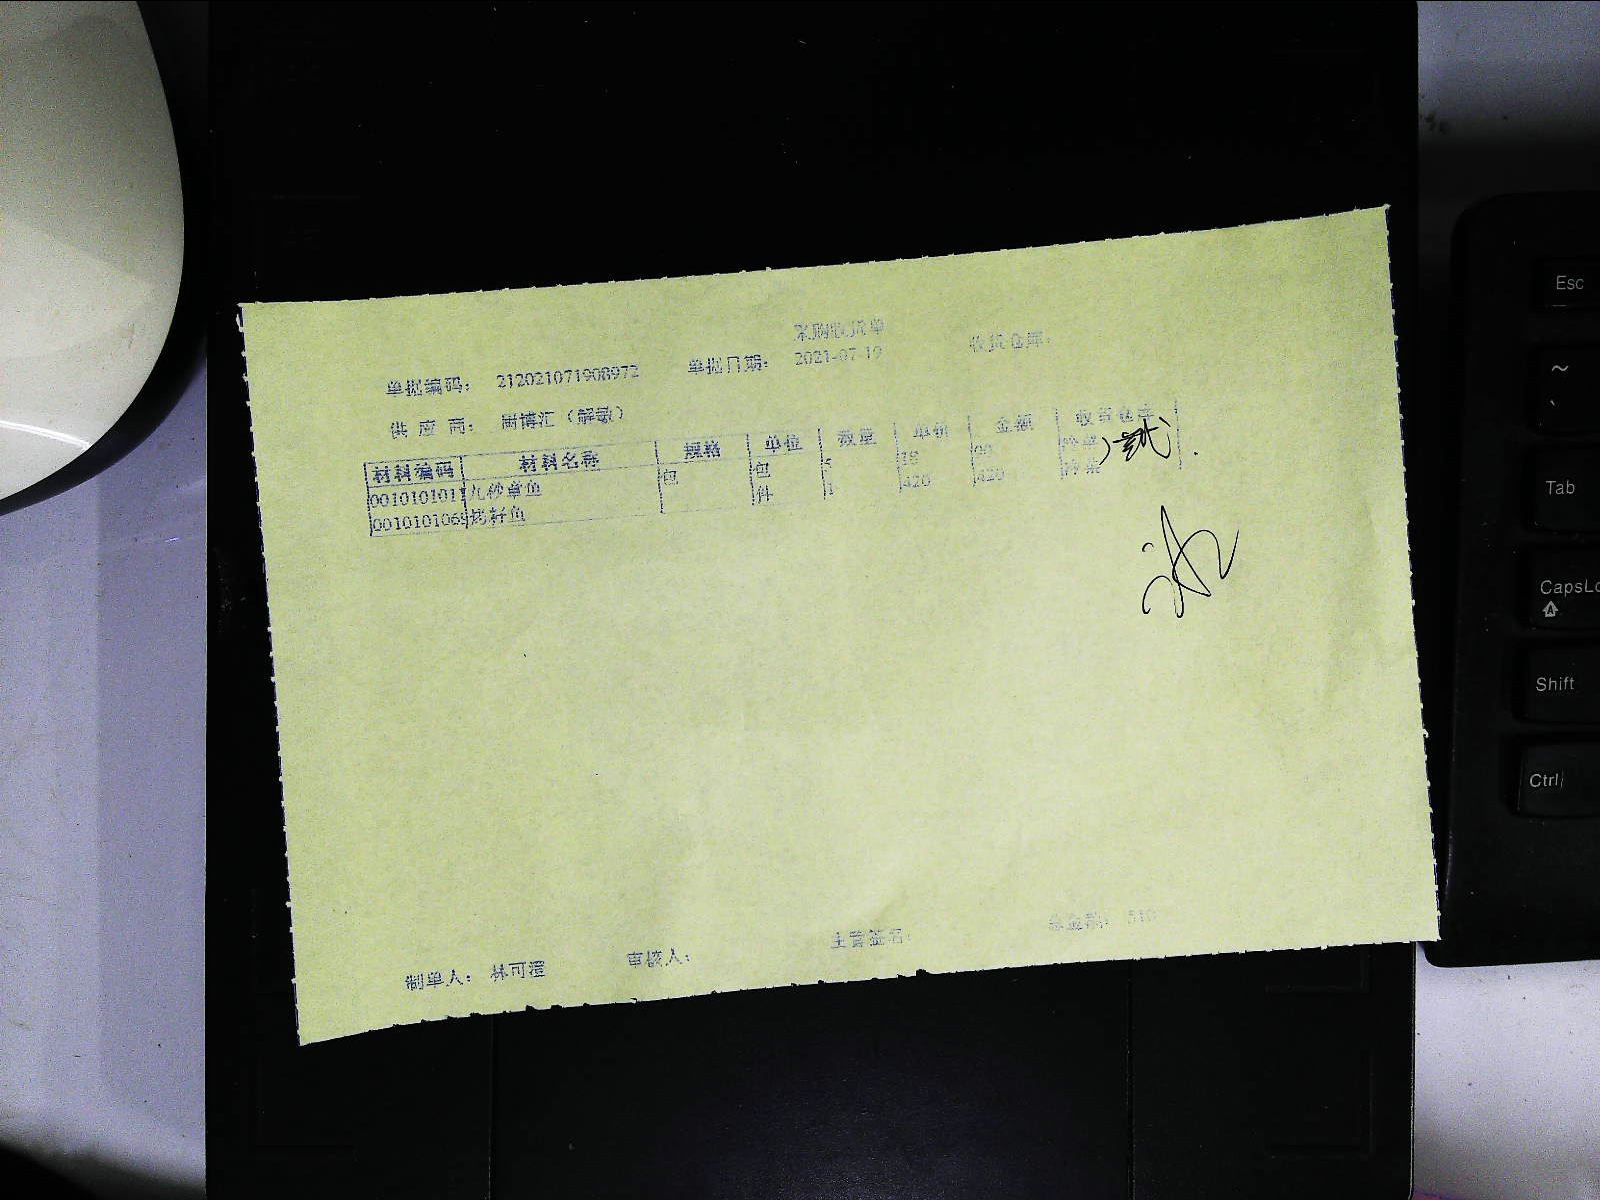 采购收货单
单据编码： 212021071908972 单据日期： 2021-07-19 收货仓库：
供 应 商： 厨博汇（解敏）
材料编码 材料名称 规格 单位 数量 单价 金额 收货仓库
0010101011 九秒章鱼 包 包 5 18 90
0010101069 烤籽鱼 件 1 420 420
制单人： 林可滢 审核人： 主管签名： 总金额： 510
Esc
~
`
Tab
CapsLo
Shift
Ctrl